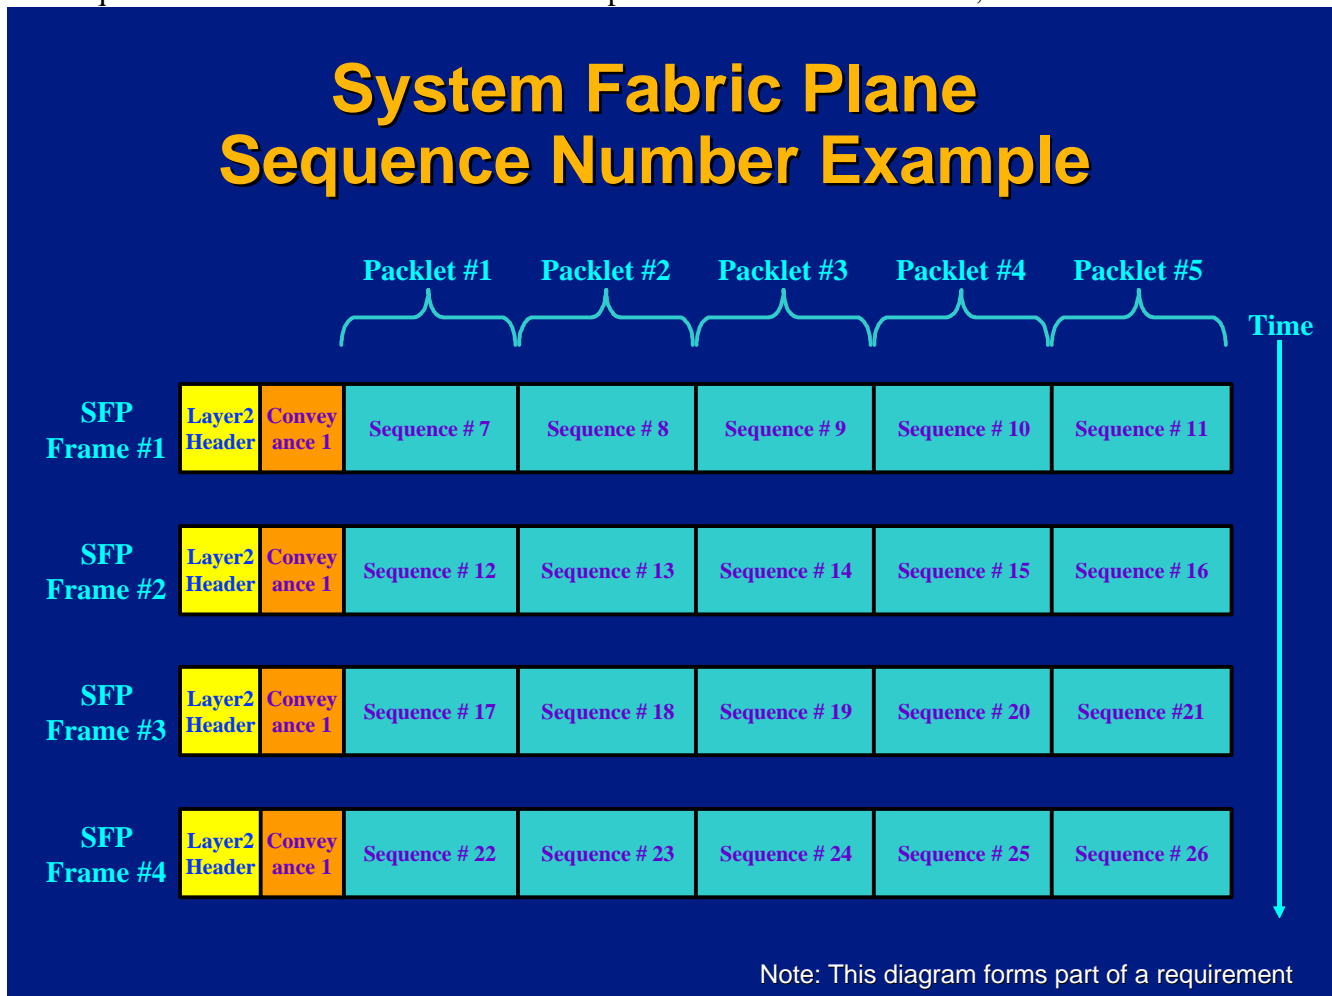 System Fabric Plane
Sequence Number Example
Packlet #1 Packlet #2 Packlet #3 Packlet #4 Packlet #5
Time
SFP
Frame #1
Layer2
Header
Convey
ance 1
Sequence # 7
Sequence # 8
Sequence # 9
Sequence # 10
Sequence # 11
SFP
Frame #2
Layer2
Header
Convey
ance 1
Sequence # 12
Sequence # 13
Sequence # 14
Sequence # 15
Sequence # 16
SFP
Frame #3
Layer2
Header
Convey
ance 1
Sequence # 17
Sequence # 18
Sequence # 19
Sequence # 20
Sequence #21
SFP
Frame #4
Layer2
Header
Convey
ance 1
Sequence # 22
Sequence # 23
Sequence # 24
Sequence # 25
Sequence # 26
Note: This diagram forms part of a requirement